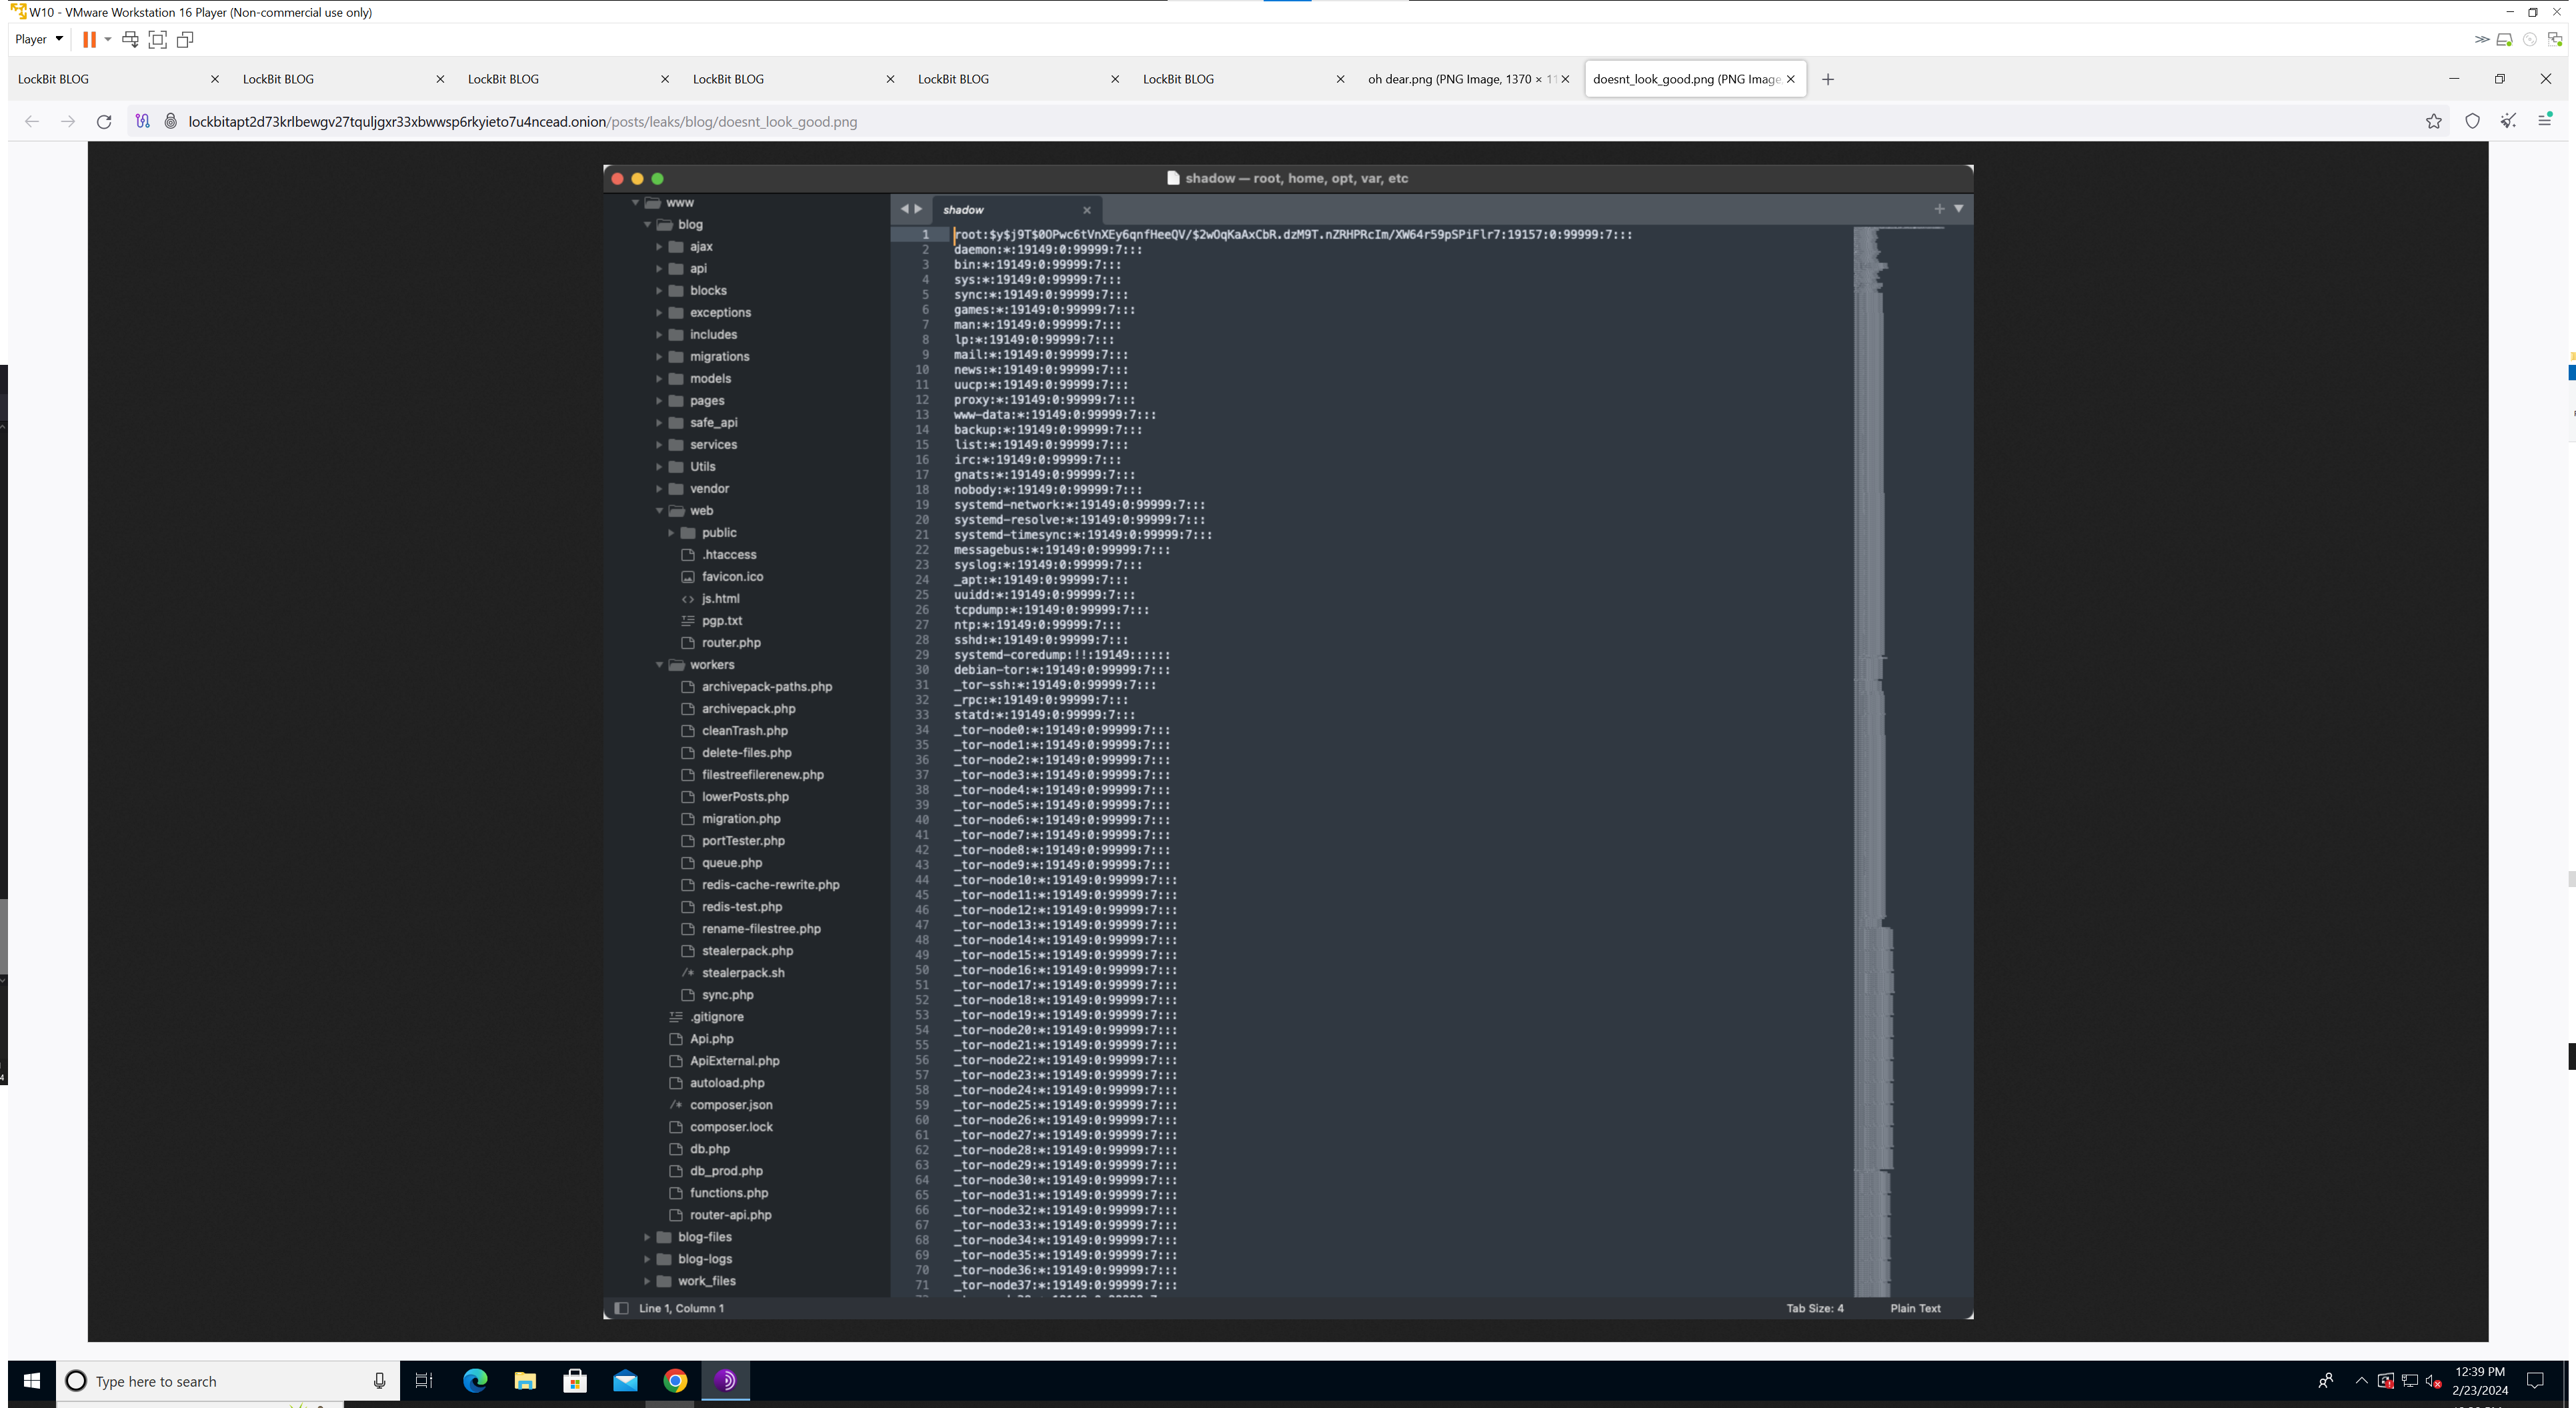 W10 - VMware Workstation 16 Player (Non-commercial use only)
Player
LockBit BLOG
LockBit BLOG
LockBit BLOG
LockBit BLOG
LockBit BLOG
LockBit BLOG
oh dear.png (PNG Image, 1370 × 11
doesnt_look_good.png (PNG Image
lockbitapt2d73krlbewgv27tquljgxr33xbwwsp6rkyieto7u4ncead.onion/posts/leaks/blog/doesnt_look_good.png
shadow — root, home, opt, var, etc
www
blog
ajax
api
blocks
exceptions
includes
migrations
models
pages
safe_api
services
Utils
vendor
web
public
.htaccess
favicon.ico
js.html
pgp.txt
router.php
workers
archivepack-paths.php
archivepack.php
cleanTrash.php
delete-files.php
filestreefilerenew.php
lowerPosts.php
migration.php
portTester.php
queue.php
redis-cache-rewrite.php
redis-test.php
rename-filestree.php
stealerpack.php
stealerpack.sh
sync.php
.gitignore
Api.php
ApiExternal.php
autoload.php
composer.json
composer.lock
db.php
db_prod.php
functions.php
router-api.php
blog-files
blog-logs
work_files
shadow
1 root:$y$j9T$0OPwc6tVnXEy6qnfHeeQV/$2wOqKaAxCbR.dzM9T.nZRHPRcIm/XW64r59pSPiFlr7:19157:0:99999:7:::
2 daemon:*:19149:0:99999:7:::
3 bin:*:19149:0:99999:7:::
4 sys:*:19149:0:99999:7:::
5 sync:*:19149:0:99999:7:::
6 games:*:19149:0:99999:7:::
7 man:*:19149:0:99999:7:::
8 lp:*:19149:0:99999:7:::
9 mail:*:19149:0:99999:7:::
10 news:*:19149:0:99999:7:::
11 uucp:*:19149:0:99999:7:::
12 proxy:*:19149:0:99999:7:::
13 www-data:*:19149:0:99999:7:::
14 backup:*:19149:0:99999:7:::
15 list:*:19149:0:99999:7:::
16 irc:*:19149:0:99999:7:::
17 gnats:*:19149:0:99999:7:::
18 nobody:*:19149:0:99999:7:::
19 systemd-network:*:19149:0:99999:7:::
20 systemd-resolve:*:19149:0:99999:7:::
21 systemd-timesync:*:19149:0:99999:7:::
22 messagebus:*:19149:0:99999:7:::
23 syslog:*:19149:0:99999:7:::
24 _apt:*:19149:0:99999:7:::
25 uuidd:*:19149:0:99999:7:::
26 tcpdump:*:19149:0:99999:7:::
27 ntp:*:19149:0:99999:7:::
28 sshd:*:19149:0:99999:7:::
29 systemd-coredump:!!:19149::::::
30 debian-tor:*:19149:0:99999:7:::
31 _tor-ssh:*:19149:0:99999:7:::
32 _rpc:*:19149:0:99999:7:::
33 statd:*:19149:0:99999:7:::
34 _tor-node0:*:19149:0:99999:7:::
35 _tor-node1:*:19149:0:99999:7:::
36 _tor-node2:*:19149:0:99999:7:::
37 _tor-node3:*:19149:0:99999:7:::
38 _tor-node4:*:19149:0:99999:7:::
39 _tor-node5:*:19149:0:99999:7:::
40 _tor-node6:*:19149:0:99999:7:::
41 _tor-node7:*:19149:0:99999:7:::
42 _tor-node8:*:19149:0:99999:7:::
43 _tor-node9:*:19149:0:99999:7:::
44 _tor-node10:*:19149:0:99999:7:::
45 _tor-node11:*:19149:0:99999:7:::
46 _tor-node12:*:19149:0:99999:7:::
47 _tor-node13:*:19149:0:99999:7:::
48 _tor-node14:*:19149:0:99999:7:::
49 _tor-node15:*:19149:0:99999:7:::
50 _tor-node16:*:19149:0:99999:7:::
51 _tor-node17:*:19149:0:99999:7:::
52 _tor-node18:*:19149:0:99999:7:::
53 _tor-node19:*:19149:0:99999:7:::
54 _tor-node20:*:19149:0:99999:7:::
55 _tor-node21:*:19149:0:99999:7:::
56 _tor-node22:*:19149:0:99999:7:::
57 _tor-node23:*:19149:0:99999:7:::
58 _tor-node24:*:19149:0:99999:7:::
59 _tor-node25:*:19149:0:99999:7:::
60 _tor-node26:*:19149:0:99999:7:::
61 _tor-node27:*:19149:0:99999:7:::
62 _tor-node28:*:19149:0:99999:7:::
63 _tor-node29:*:19149:0:99999:7:::
64 _tor-node30:*:19149:0:99999:7:::
65 _tor-node31:*:19149:0:99999:7:::
66 _tor-node32:*:19149:0:99999:7:::
67 _tor-node33:*:19149:0:99999:7:::
68 _tor-node34:*:19149:0:99999:7:::
69 _tor-node35:*:19149:0:99999:7:::
70 _tor-node36:*:19149:0:99999:7:::
71 _tor-node37:*:19149:0:99999:7:::
Line 1, Column 1
Tab Size: 4
Plain Text
Type here to search
12:39 PM
2/23/2024